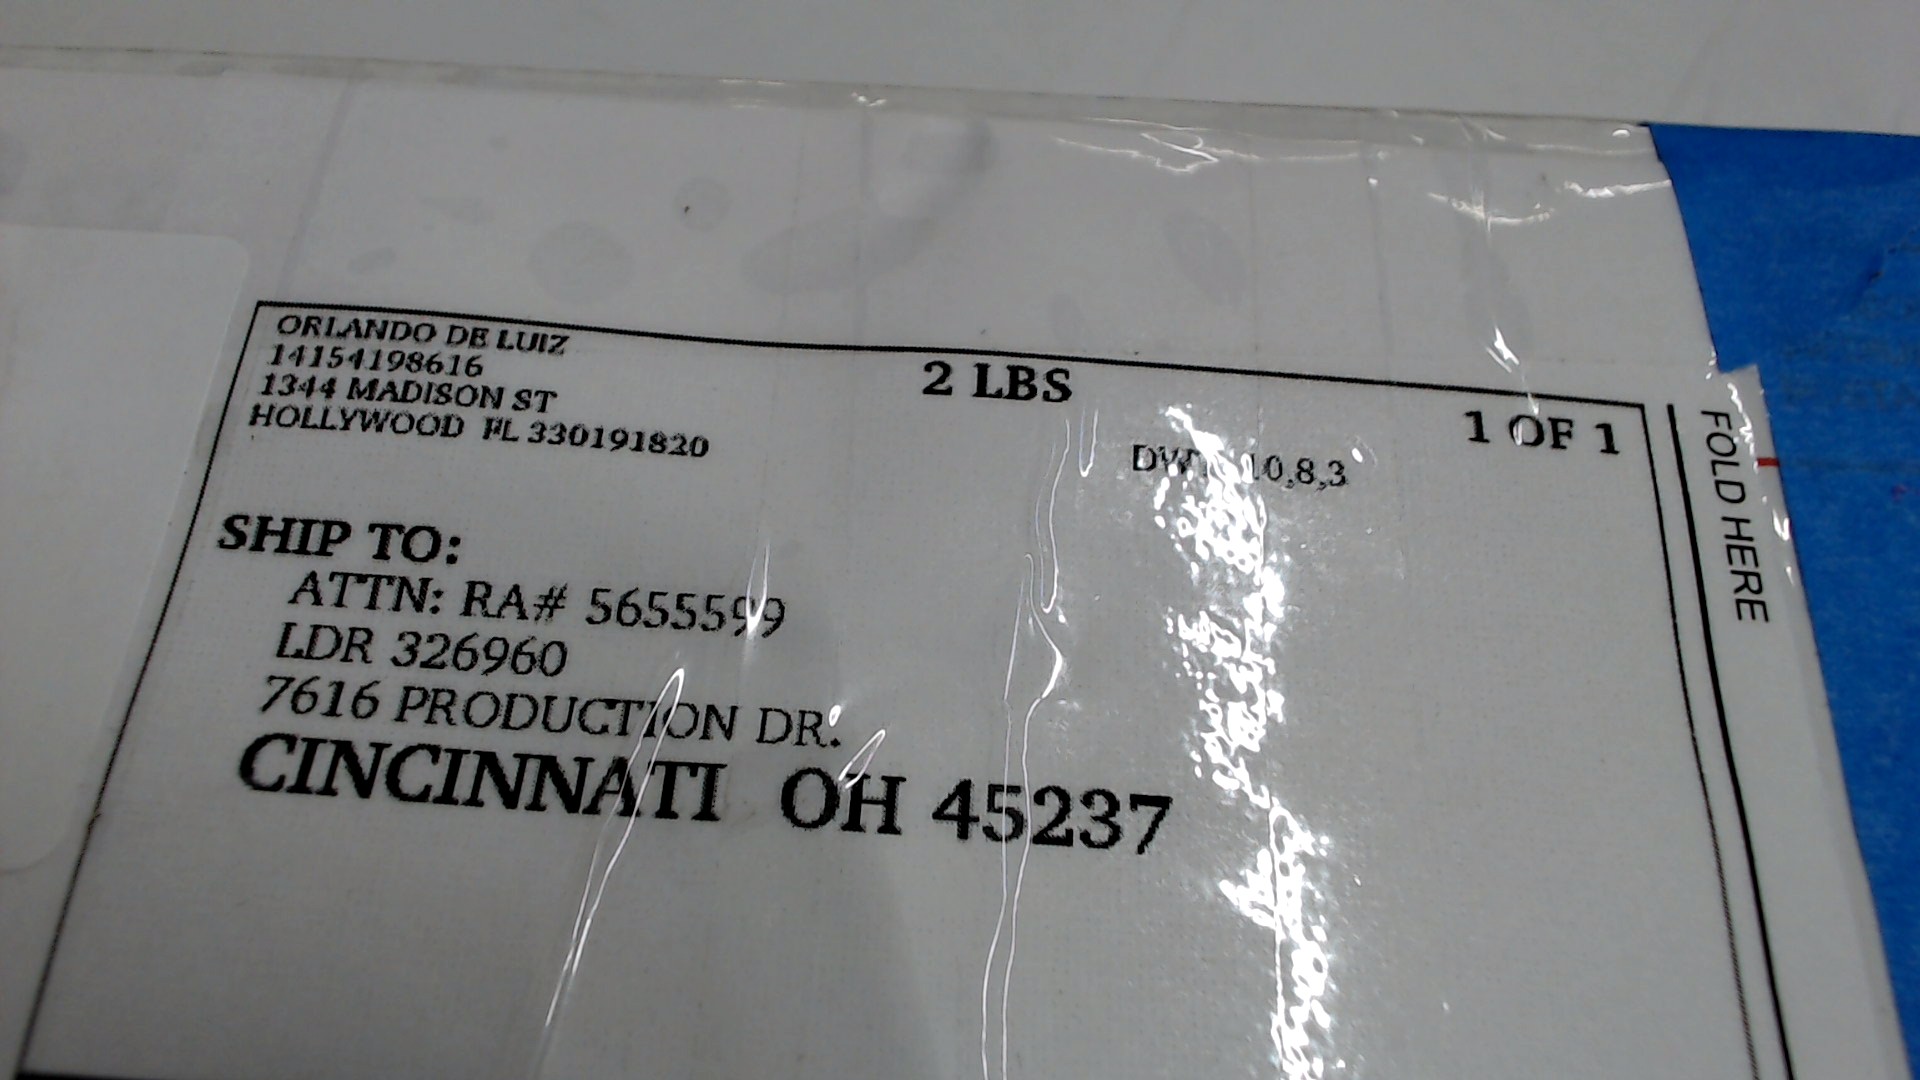 ORLANDO DE LUIZ
14154198616
1344 MADISON ST
HOLLYWOOD FL 330191820
2 LBS
1 OF 1
10,8,3
SHIP TO:
ATTN: RA# 5655599
LDR 326960
7616 PRODUCTION DR.
CINCINNATI OH 45237
FOLD HERE